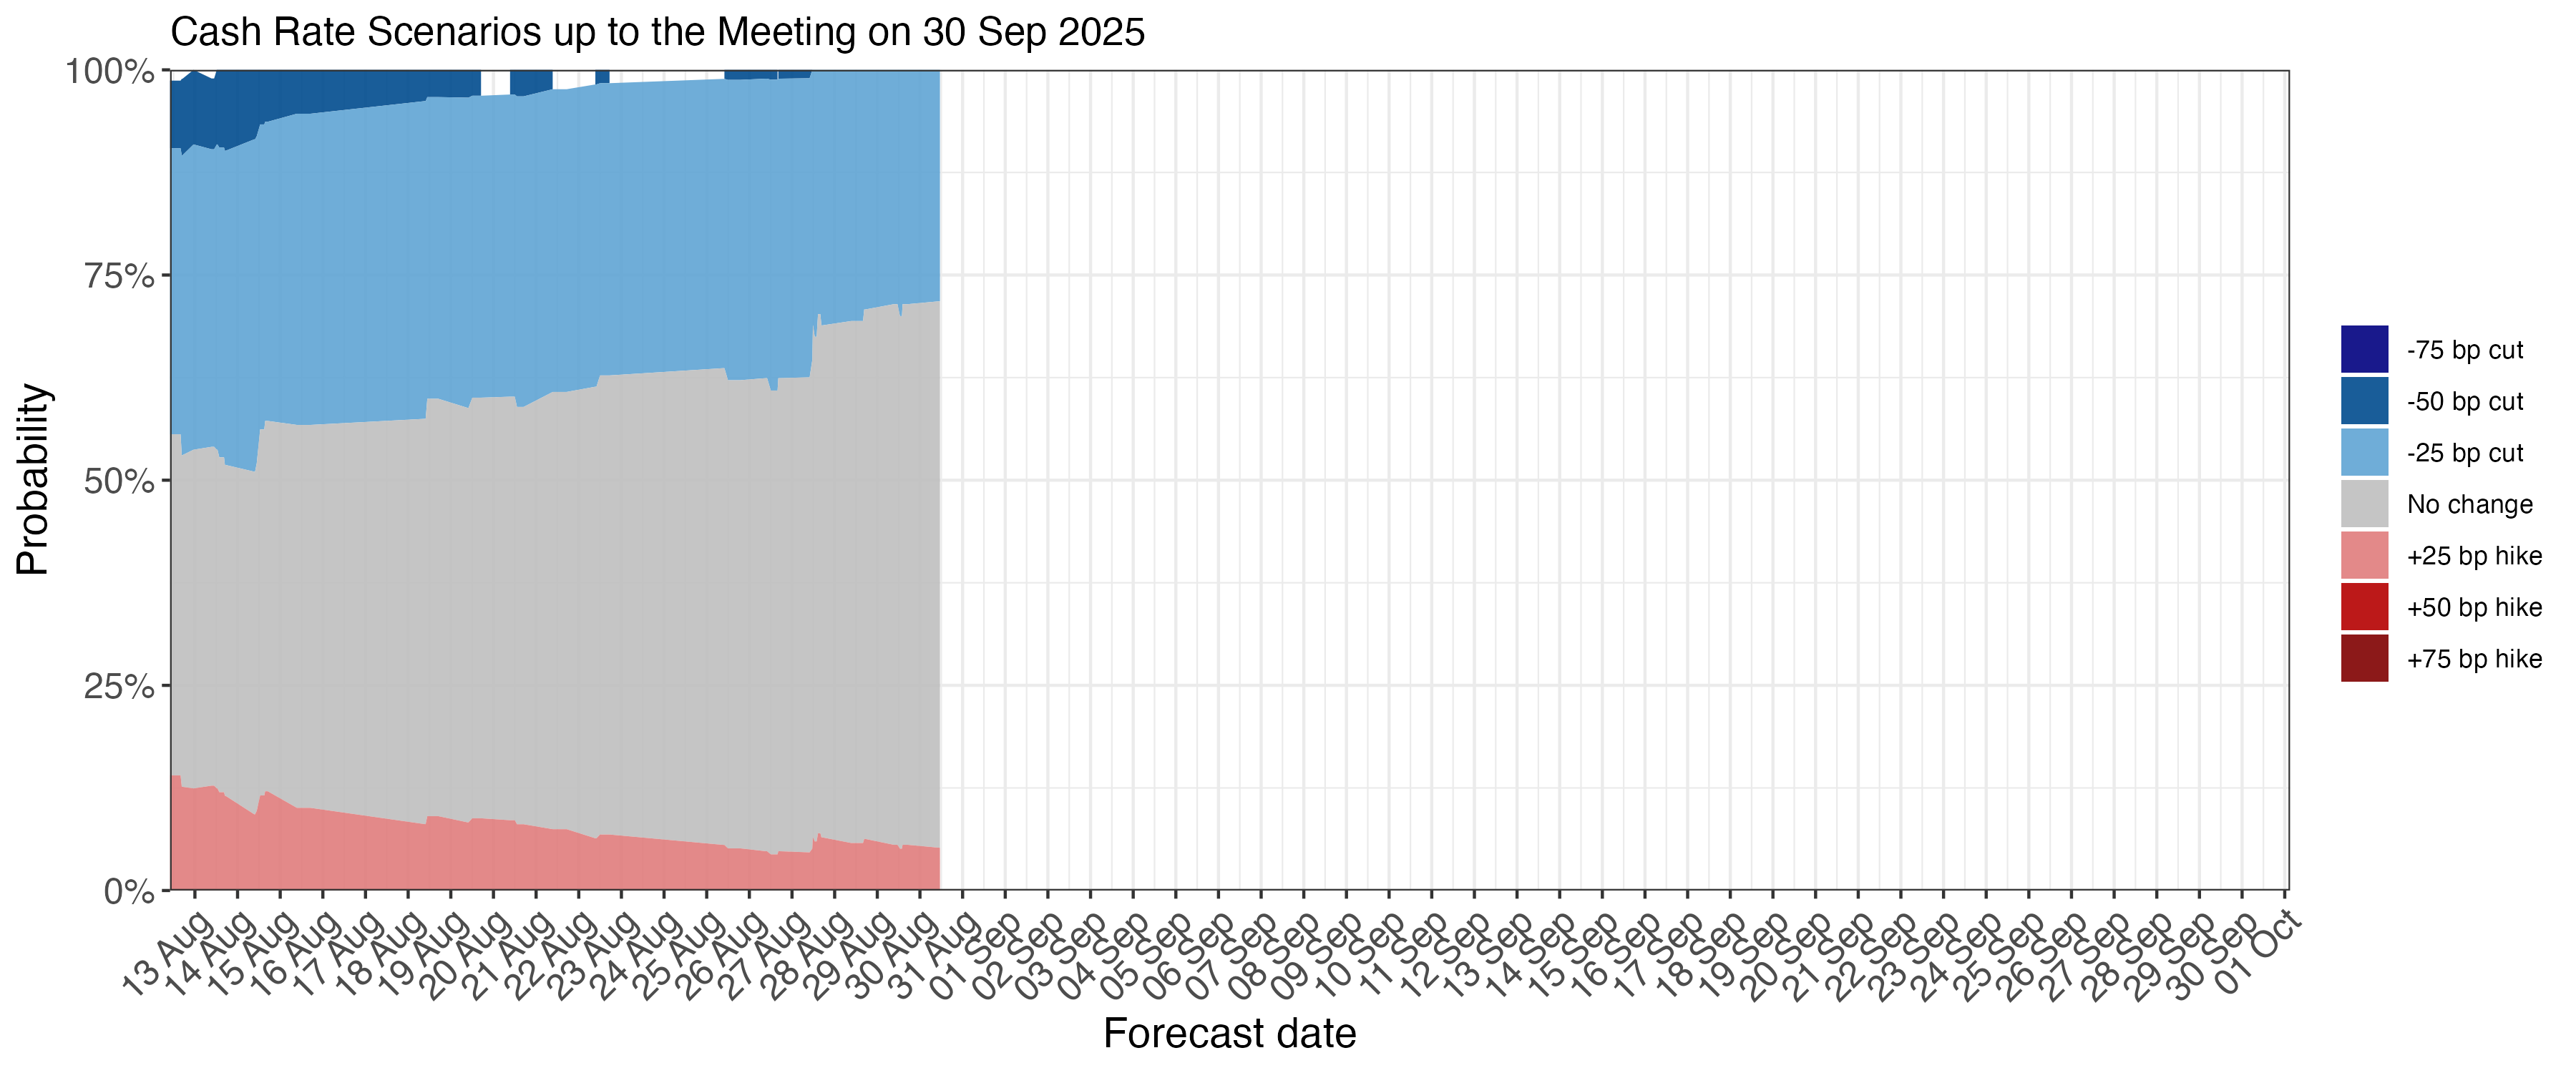 Cash Rate Scenarios up to the Meeting on 30 Sep 2025
Probability
100%
75%
50%
25%
0%
13 Aug
14 Aug
15 Aug
16 Aug
17 Aug
18 Aug
19 Aug
20 Aug
21 Aug
22 Aug
23 Aug
24 Aug
25 Aug
26 Aug
27 Aug
28 Aug
29 Aug
30 Aug
31 Aug
01 Sep
02 Sep
03 Sep
04 Sep
05 Sep
06 Sep
07 Sep
08 Sep
09 Sep
10 Sep
11 Sep
12 Sep
13 Sep
14 Sep
15 Sep
16 Sep
17 Sep
18 Sep
19 Sep
20 Sep
21 Sep
22 Sep
23 Sep
24 Sep
25 Sep
26 Sep
27 Sep
28 Sep
29 Sep
30 Sep
01 Oct
Forecast date
-75 bp cut
-50 bp cut
-25 bp cut
No change
+25 bp hike
+50 bp hike
+75 bp hike